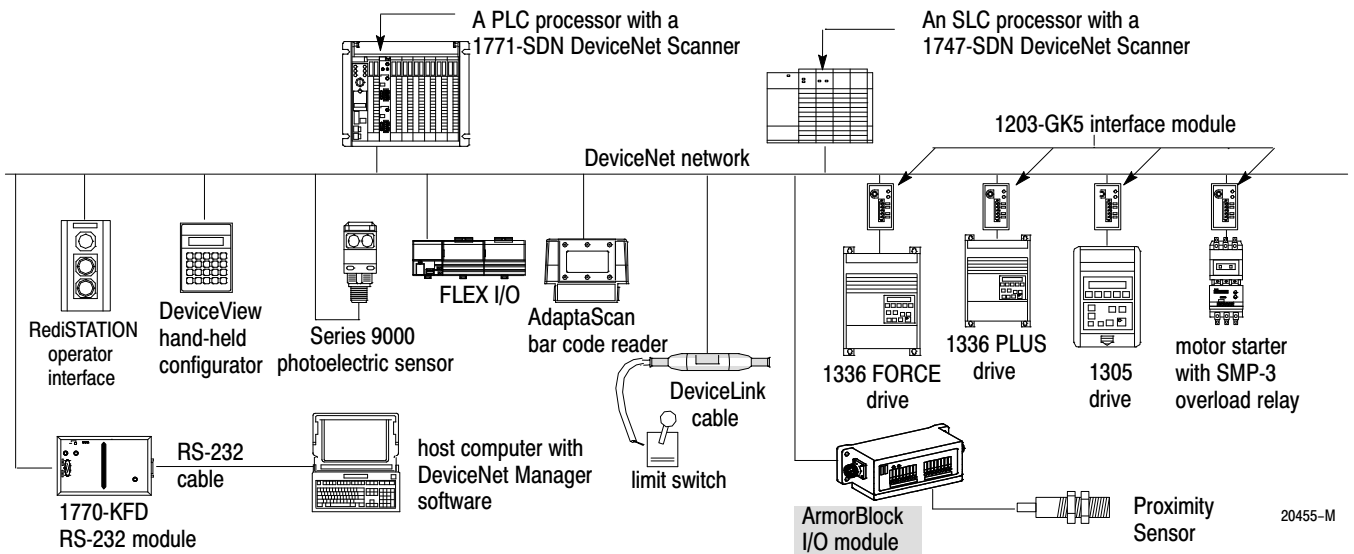 A PLC processor with a
1771-SDN DeviceNet Scanner
An SLC processor with a
1747-SDN DeviceNet Scanner
1203-GK5 interface module
DeviceNet network
RediSTATION
operator
interface
DeviceView
hand-held
configurator
Series 9000
photoelectric sensor
FLEX I/O
AdaptaScan
bar code reader
DeviceLink
cable
limit switch
1336 FORCE
drive
1336 PLUS
drive
1305
drive
motor starter
with SMP-3
overload relay
1770-KFD
RS-232 module
RS-232
cable
host computer with
DeviceNet Manager
software
ArmorBlock
I/O module
Proximity
Sensor
20455-M